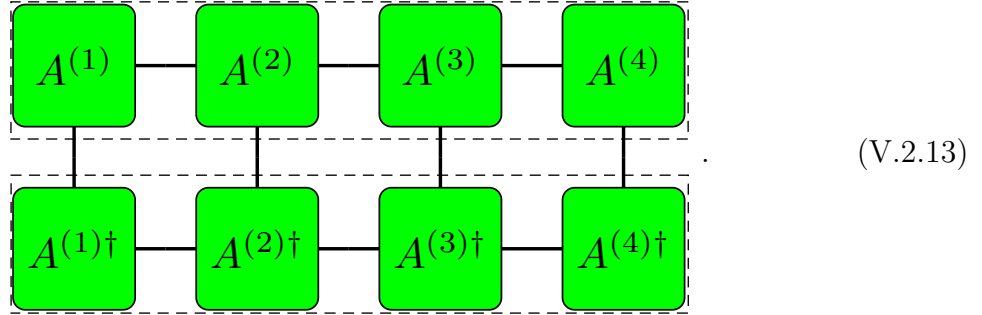 A^{(1)} A^{(2)} A^{(3)} A^{(4)}
. (V.2.13)
A^{(1)†} A^{(2)†} A^{(3)†} A^{(4)†}